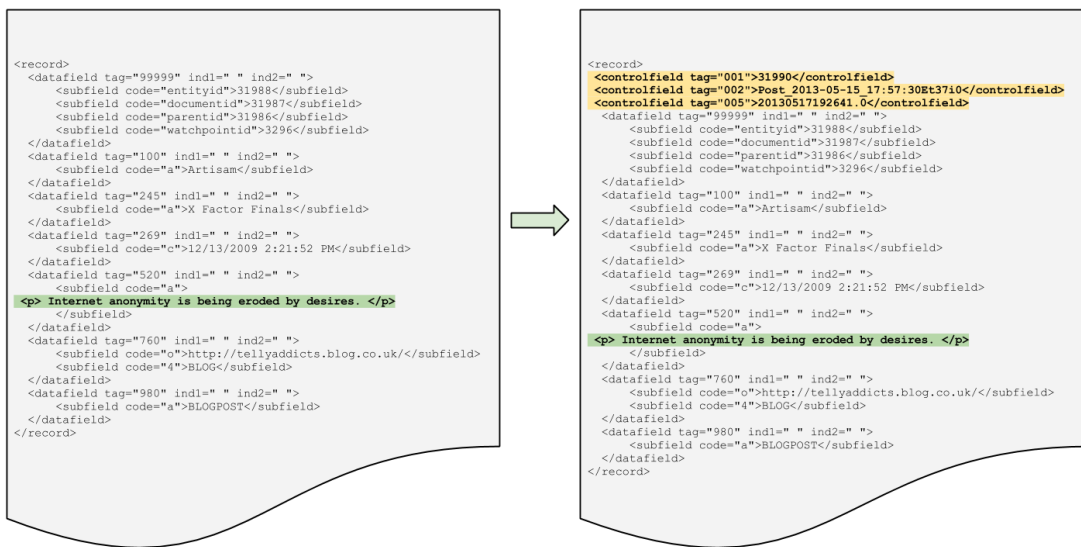 <record>
<datafield tag="99999" ind1=" " ind2=" ">
<subfield code="entityid">31988</subfield>
<subfield code="documentid">31987</subfield>
<subfield code="parentid">31986</subfield>
<subfield code="watchpointid">3296</subfield>
</datafield>
<datafield tag="100" ind1=" " ind2=" ">
<subfield code="a">Artisam</subfield>
</datafield>
<datafield tag="245" ind1=" " ind2=" ">
<subfield code="a">X Factor Finals</subfield>
</datafield>
<datafield tag="269" ind1=" " ind2=" ">
<subfield code="c">12/13/2009 2:21:52 PM</subfield>
</datafield>
<datafield tag="520" ind1=" " ind2=" ">
<subfield code="a">
<p> Internet anonymity is being eroded by desires. </p>
</subfield>
</datafield>
<datafield tag="760" ind1=" " ind2=" ">
<subfield code="o">http://tellyaddicts.blog.co.uk/</subfield>
<subfield code="4">BLOG</subfield>
</datafield>
<datafield tag="980" ind1=" " ind2=" ">
<subfield code="a">BLOGPOST</subfield>
</datafield>
</record>
<record>
<controlfield tag="001">31990</controlfield>
<controlfield tag="002">Post_2013-05-15_17:57:30Et37i0</controlfield>
<controlfield tag="005">20130517192641.0</controlfield>
<datafield tag="99999" ind1=" " ind2=" ">
<subfield code="entityid">31988</subfield>
<subfield code="documentid">31987</subfield>
<subfield code="parentid">31986</subfield>
<subfield code="watchpointid">3296</subfield>
</datafield>
<datafield tag="100" ind1=" " ind2=" ">
<subfield code="a">Artisam</subfield>
</datafield>
<datafield tag="245" ind1=" " ind2=" ">
<subfield code="a">X Factor Finals</subfield>
</datafield>
<datafield tag="269" ind1=" " ind2=" ">
<subfield code="c">12/13/2009 2:21:52 PM</subfield>
</datafield>
<datafield tag="520" ind1=" " ind2=" ">
<subfield code="a">
<p> Internet anonymity is being eroded by desires. </p>
</subfield>
</datafield>
<datafield tag="760" ind1=" " ind2=" ">
<subfield code="o">http://tellyaddicts.blog.co.uk/</subfield>
<subfield code="4">BLOG</subfield>
</datafield>
<datafield tag="980" ind1=" " ind2=" ">
<subfield code="a">BLOGPOST</subfield>
</datafield>
</record>